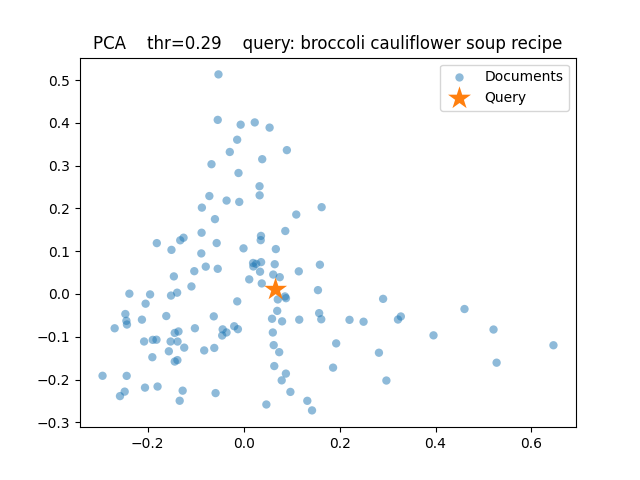 PCA    thr=0.29    query: broccoli cauliflower soup recipe
Documents
Query
0.5
0.4
0.3
0.2
0.1
0.0
−0.1
−0.2
−0.3
−0.2 0.0 0.2 0.4 0.6